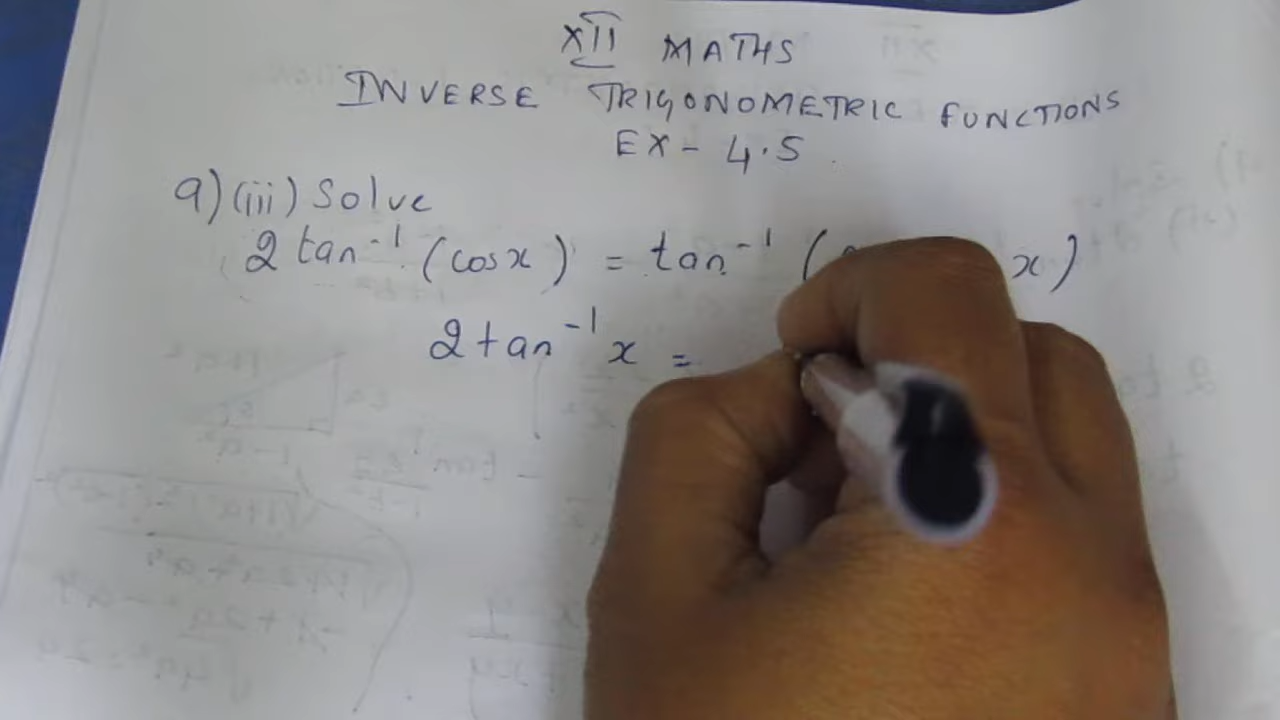 XII MATHS
INVERSE TRIGONOMETRIC FUNCTIONS
EX - 4.5
9)(iii) Solve
2 tan⁻¹ (cos x) = tan⁻¹ ( x)
2 tan⁻¹ x =